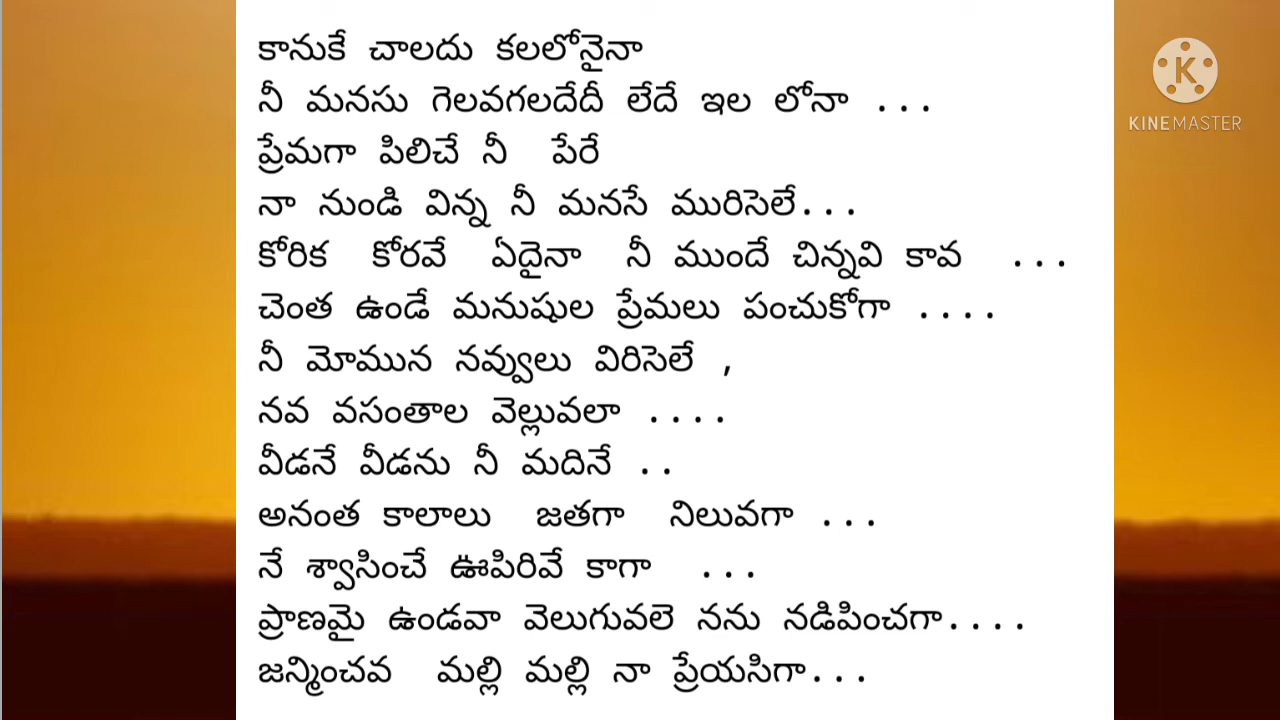 కానుకే చాలదు కలలోనైనా
నీ మనసు గెలవగలదేదీ లేదే ఇల లోనా ...
ప్రేమగా పిలిచే నీ పేరే
నా నుండి విన్న నీ మనసే మురిసెలే...
కోరిక కోరవే ఏదైనా నీ ముందే చిన్నవి కావ ...
చెంత ఉండే మనుషుల ప్రేమలు పంచుకోగా ....
నీ మోమున నవ్వులు విరిసెలే ,
నవ వసంతాల వెల్లువలా ....
వీడనే వీడను నీ మదినే ..
అనంత కాలాలు జతగా నిలువగా ...
నే శ్వాసించే ఊపిరివే కాగా ...
ప్రాణమై ఉండవా వెలుగువలె నను నడిపించగా....
జన్మించవ మల్లి మల్లి నా ప్రేయసిగా...
K
KINEMASTER